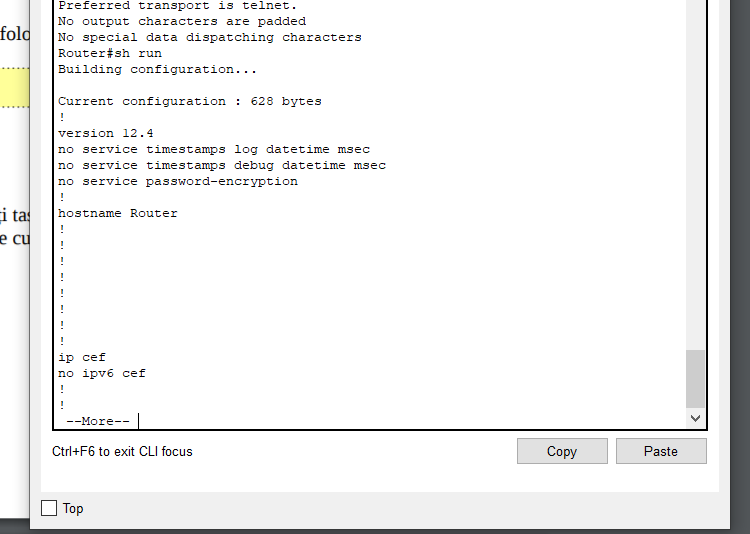 Preferred transport is telnet.
No output characters are padded
No special data dispatching characters
Router#sh run
Building configuration...
Current configuration : 628 bytes
!
version 12.4
no service timestamps log datetime msec
no service timestamps debug datetime msec
no service password-encryption
!
hostname Router
!
!
!
!
!
!
!
!
ip cef
no ipv6 cef
!
!
--More--
Ctrl+F6 to exit CLI focus
Copy
Paste
Top